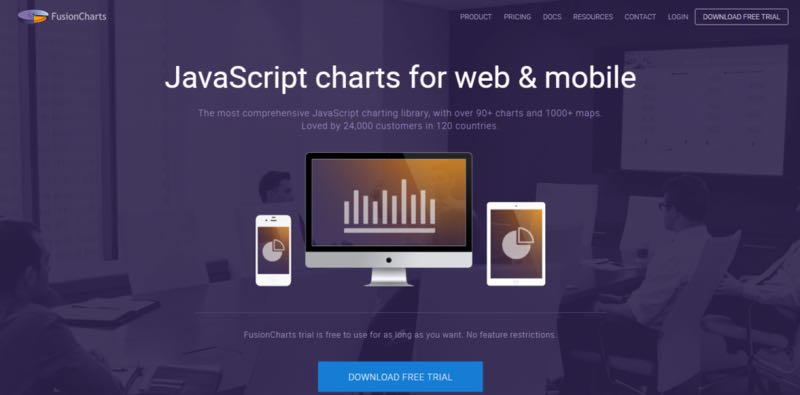 FusionCharts
PRODUCT PRICING DOCS RESOURCES CONTACT LOGIN DOWNLOAD FREE TRIAL
JavaScript charts for web & mobile
The most comprehensive JavaScript charting library, with over 90+ charts and 1000+ maps.
Loved by 24,000 customers in 120 countries.
FusionCharts trial is free to use for as long as you want. No feature restrictions.
DOWNLOAD FREE TRIAL